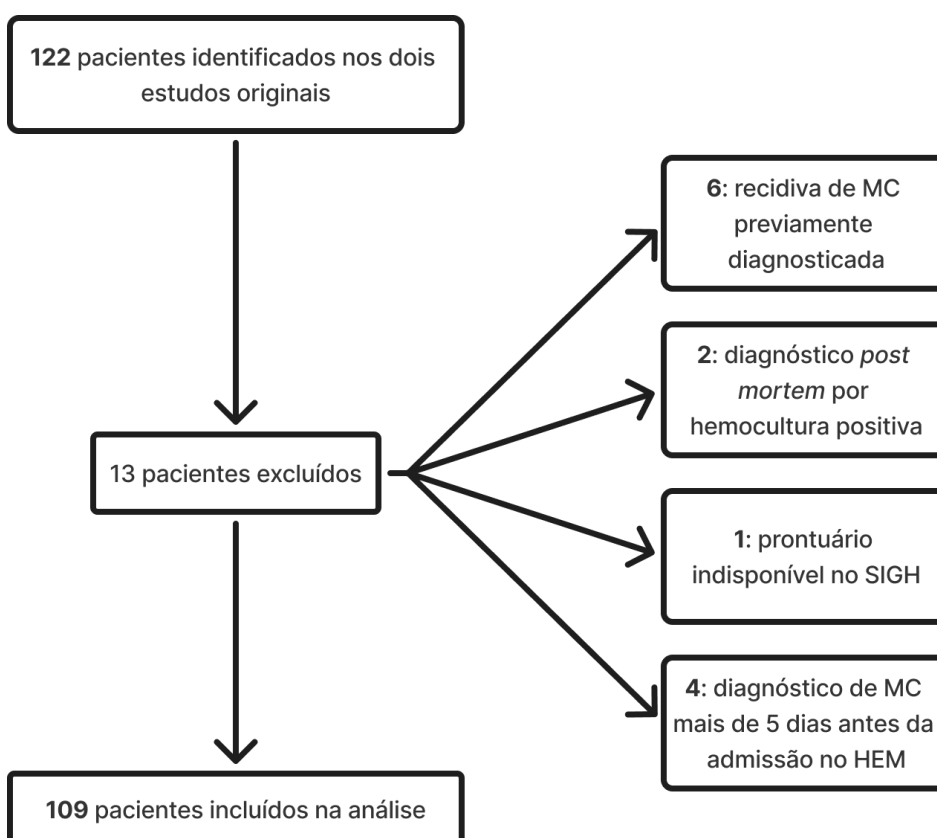 122 pacientes identificados nos dois
estudos originais
6: recidiva de MC
previamente
diagnosticada
2: diagnóstico post
mortem por
hemocultura positiva
13 pacientes excluídos
1: prontuário
indisponível no SIGH
4: diagnóstico de MC
mais de 5 dias antes da
admissão no HEM
109 pacientes incluídos na análise